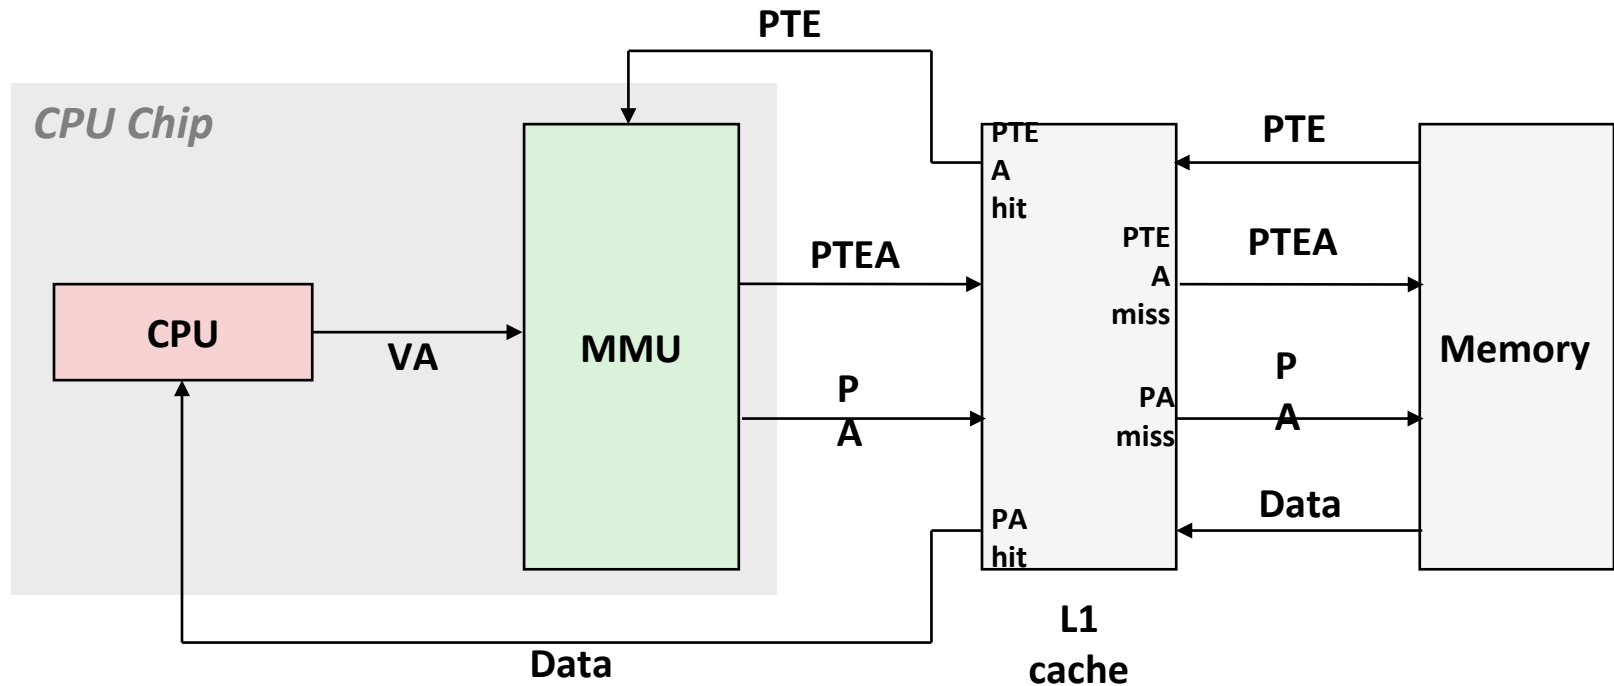 PTE
CPU Chip
PTE
A
hit
PTE
PTEA
PTE
A
miss
PTEA
CPU
VA
MMU
P
A
PA
miss
P
A
Memory
PA
hit
Data
L1
cache
Data